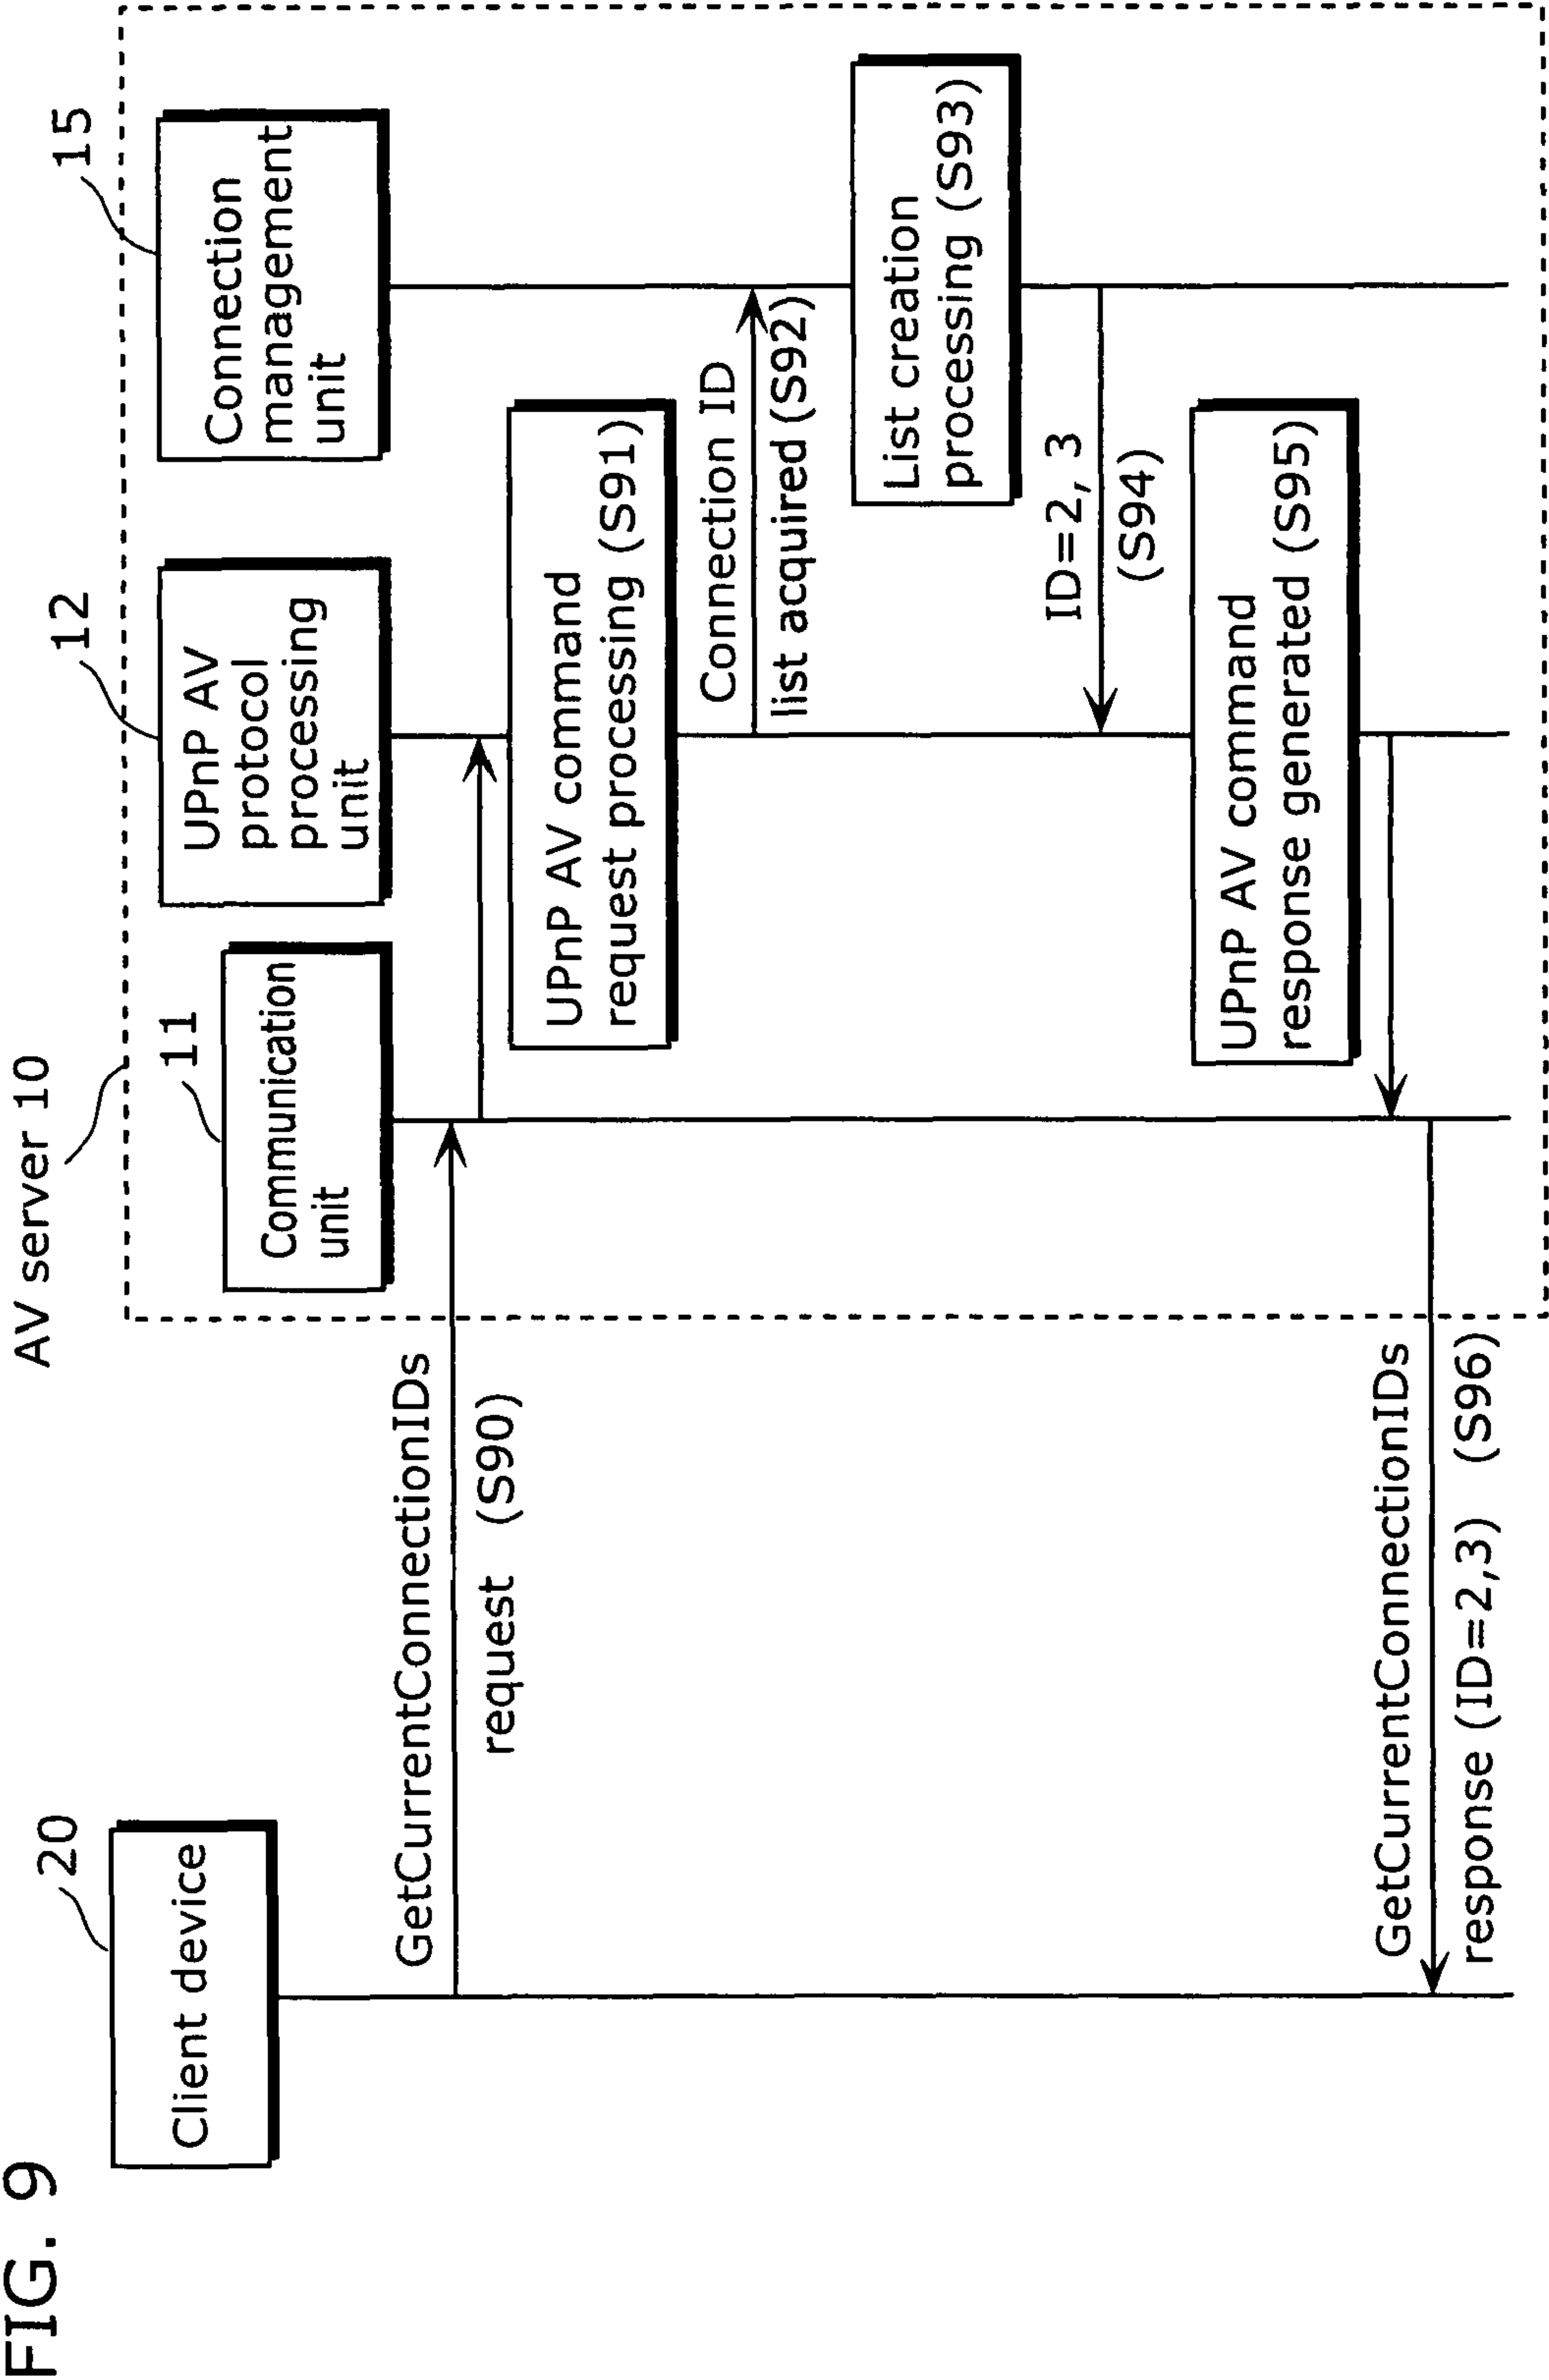 FIG. 9
AV server 10
20
11
12
15
Client device
Communication
unit
UPnP AV
protocol
processing
unit
Connection
management
unit
GetCurrentConnectionIDs
request (S90)
UPnP AV command
request processing (S91)
Connection ID
list acquired (S92)
List creation
processing (S93)
ID=2, 3
(S94)
UPnP AV command
response generated (S95)
GetCurrentConnectionIDs
response (ID=2,3) (S96)